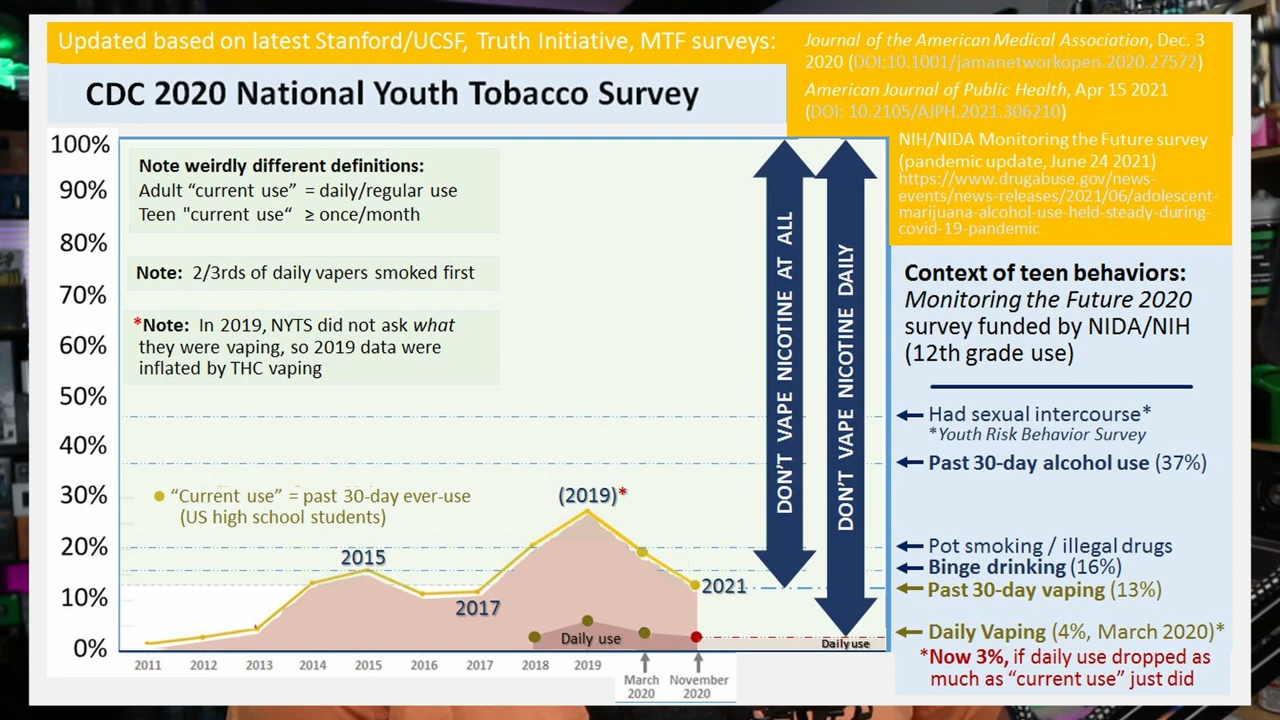 Updated based on latest Stanford/UCSF, Truth Initiative, MTF surveys:
CDC 2020 National Youth Tobacco Survey
Journal of the American Medical Association, Dec. 3
2020 (DOI:10.1001/jamanetworkopen.2020.27572)
American Journal of Public Health, Apr 15 2021
(DOI: 10.2105/AJPH.2021.306210)
NIH/NIDA Monitoring the Future survey
(pandemic update, June 24 2021)
https://www.drugabuse.gov/news-
events/news-releases/2021/06/adolescent-
marijuana-alcohol-use-held-steady-during-
covid-19-pandemic
100%
90%
80%
70%
60%
50%
40%
30%
20%
10%
0%
Note weirdly different definitions:
Adult “current use” = daily/regular use
Teen "current use“ ≥ once/month
Note: 2/3rds of daily vapers smoked first
*Note: In 2019, NYTS did not ask what
they were vaping, so 2019 data were
inflated by THC vaping
“Current use” = past 30-day ever-use
(US high school students)
2015
2017
(2019)*
2021
Daily use
DON'T VAPE NICOTINE AT ALL
DON'T VAPE NICOTINE DAILY
Daily use
2011 2012 2013 2014 2015 2016 2017 2018 2019
March
2020
November
2020
Context of teen behaviors:
Monitoring the Future 2020
survey funded by NIDA/NIH
(12th grade use)
Had sexual intercourse*
*Youth Risk Behavior Survey
Past 30-day alcohol use (37%)
Pot smoking / illegal drugs
Binge drinking (16%)
Past 30-day vaping (13%)
Daily Vaping (4%, March 2020)*
*Now 3%, if daily use dropped as
much as “current use” just did